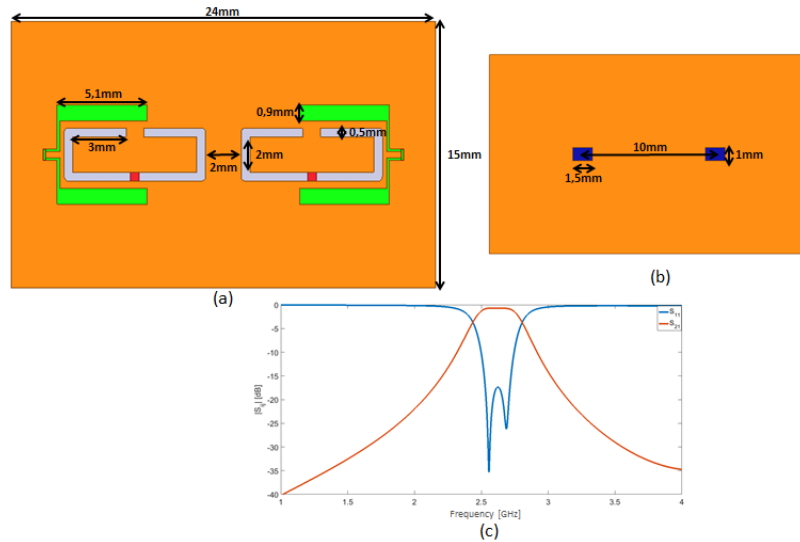 24mm
5,1mm
0,9mm
0,5mm
3mm
2mm
2mm
15mm
(a)
10mm
1mm
1,5mm
(b)
0
-5
-10
-15
-20
-25
-30
-35
-40
|Sij| [dB]
S11
S21
1
1.5
2
2.5
3
3.5
4
Frequency [GHz]
(c)